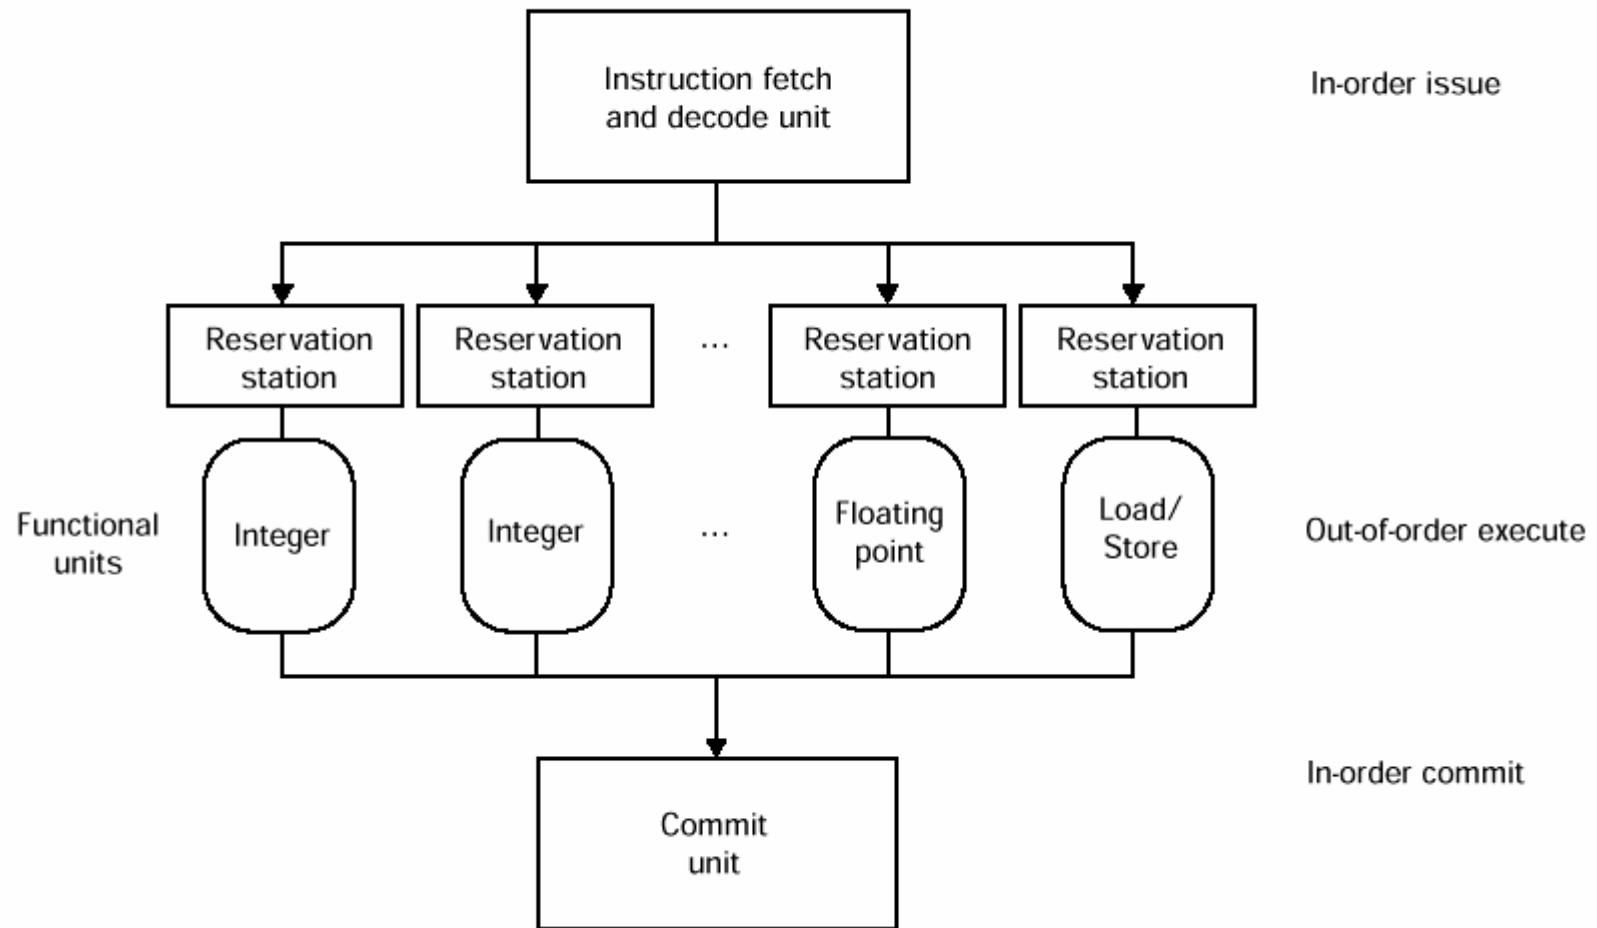 Instruction fetch
and decode unit
In-order issue
Reservation
station
Reservation
station
...
Reservation
station
Reservation
station
Functional
units
Integer
Integer
...
Floating
point
Load/
Store
Out-of-order execute
In-order commit
Commit
unit